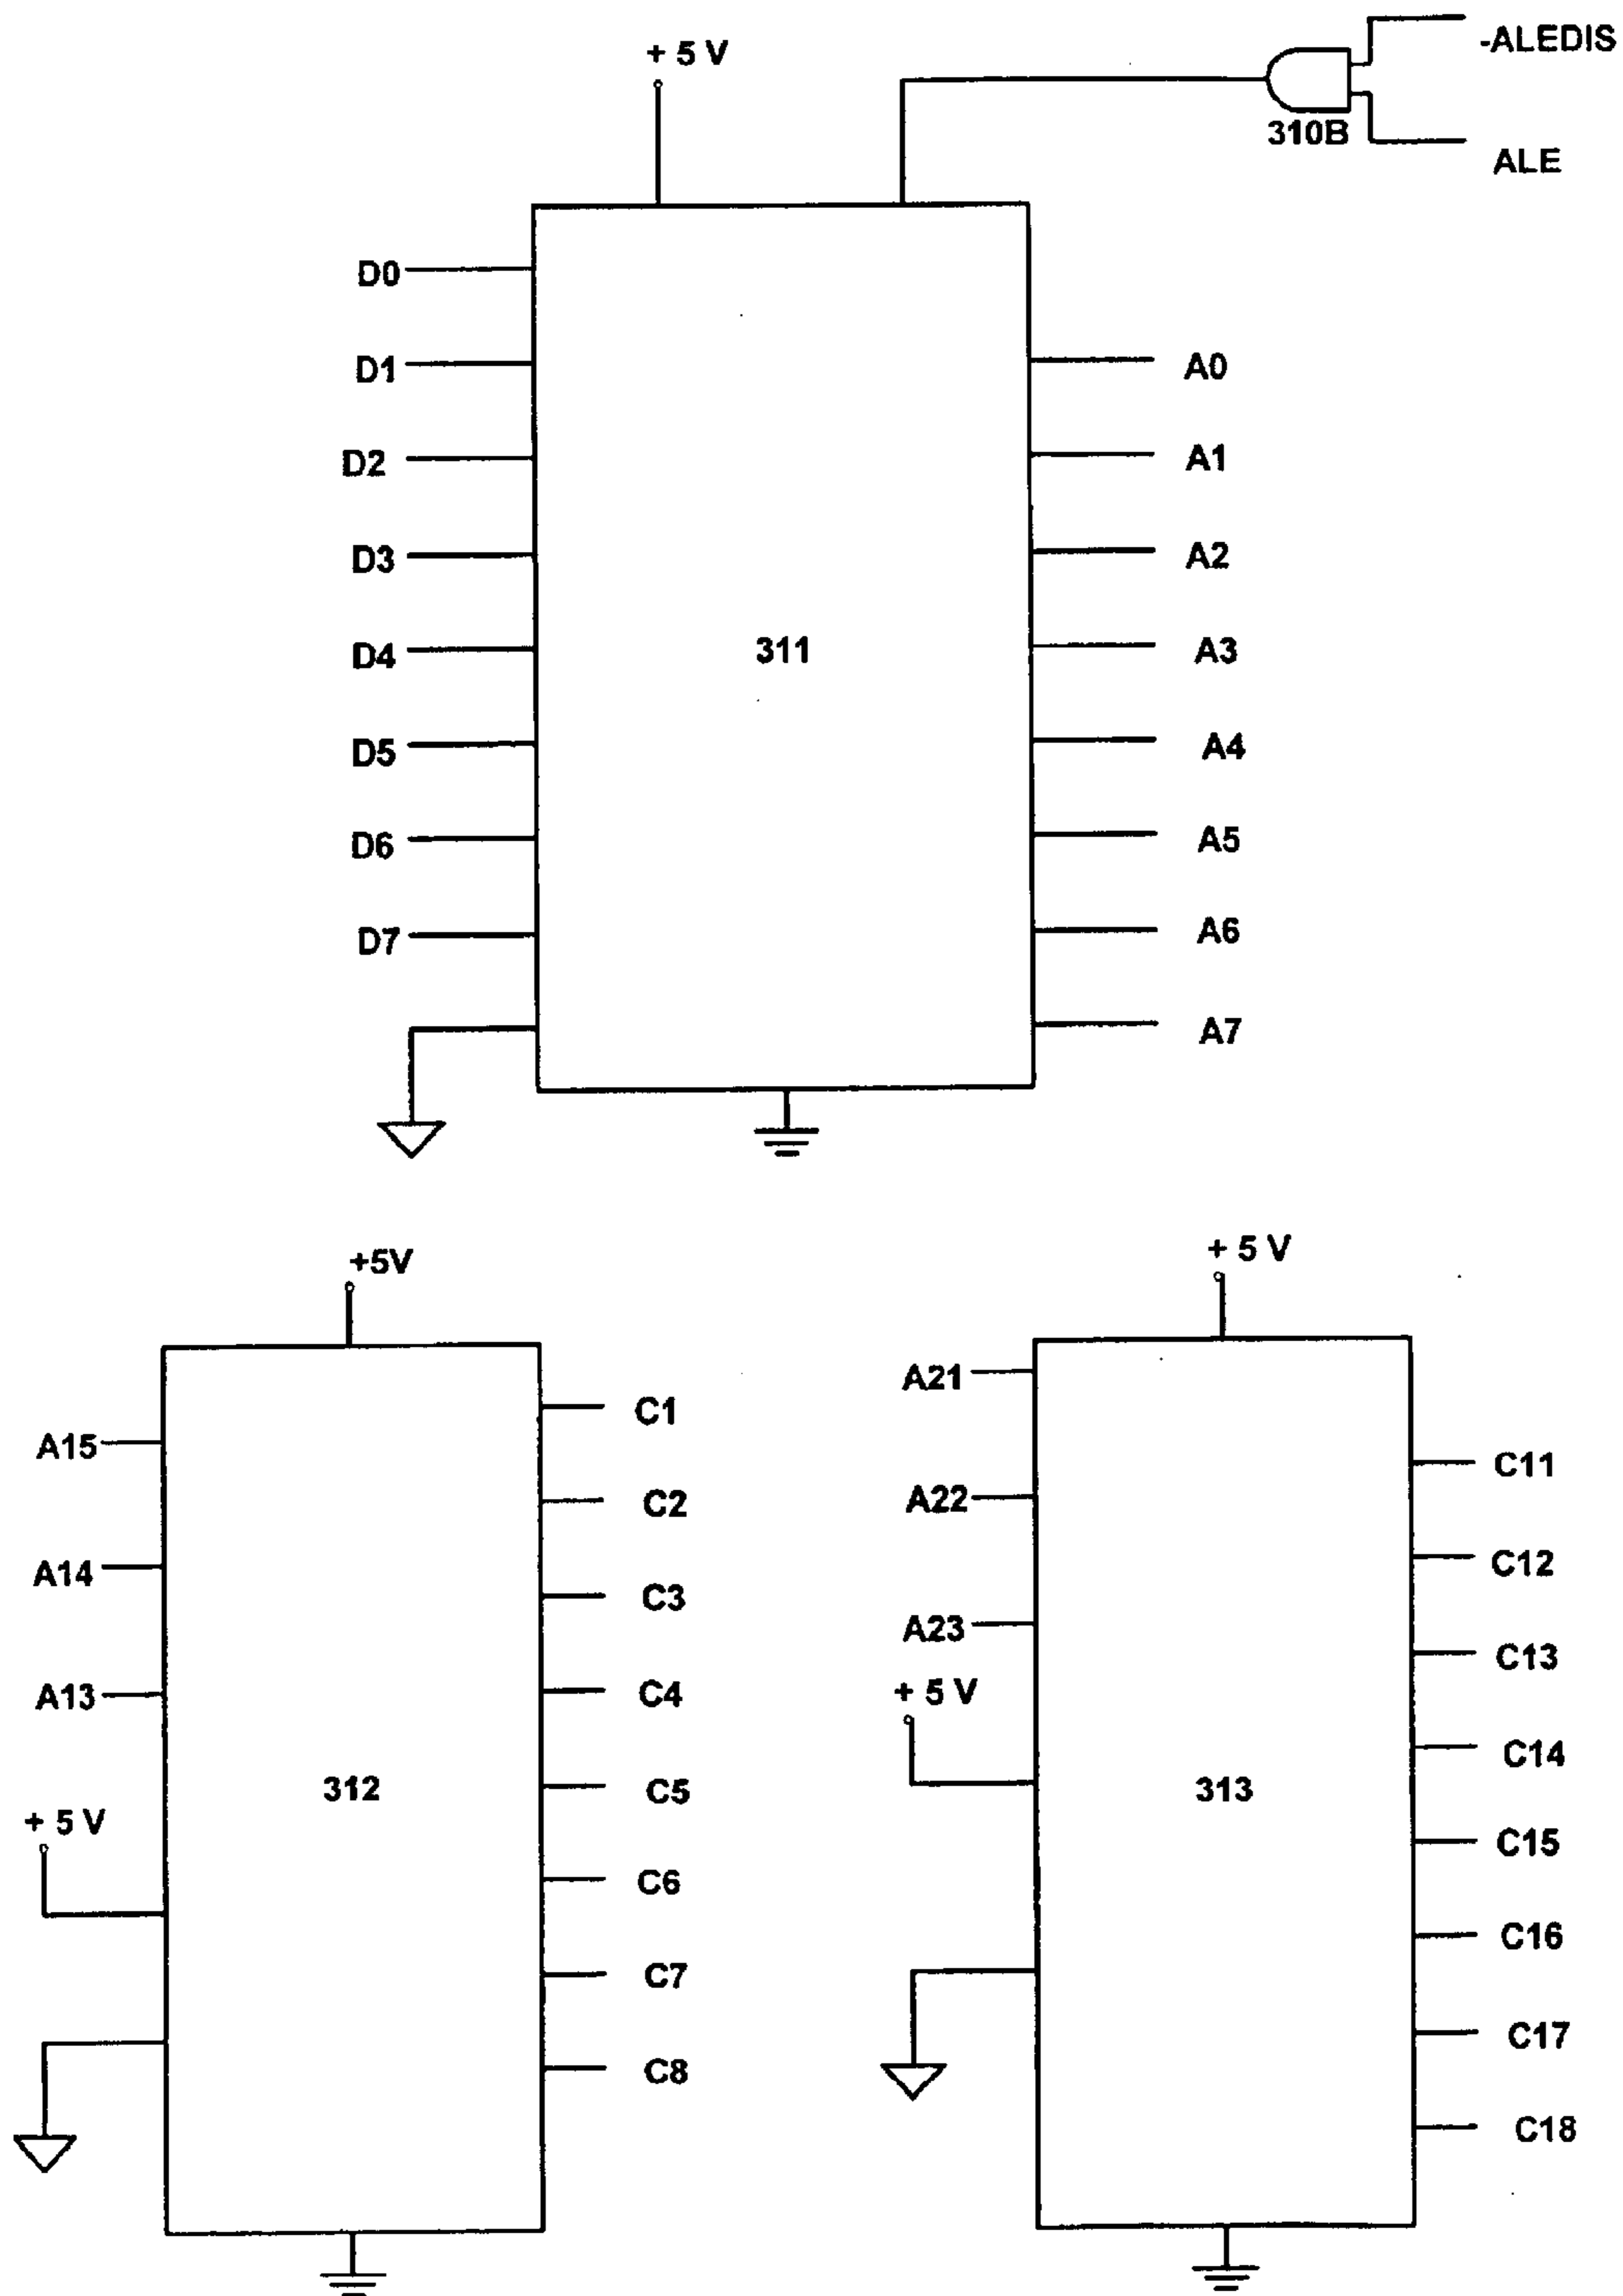 -ALEDIS
+ 5 V
310B
ALE
D0
D1
D2
D3
D4
D5
D6
D7
311
A0
A1
A2
A3
A4
A5
A6
A7
+5V
A15
A14
A13
+ 5 V
312
C1
C2
C3
C4
C5
C6
C7
C8
+ 5 V
A21
A22
A23
+ 5 V
313
C11
C12
C13
C14
C15
C16
C17
C18